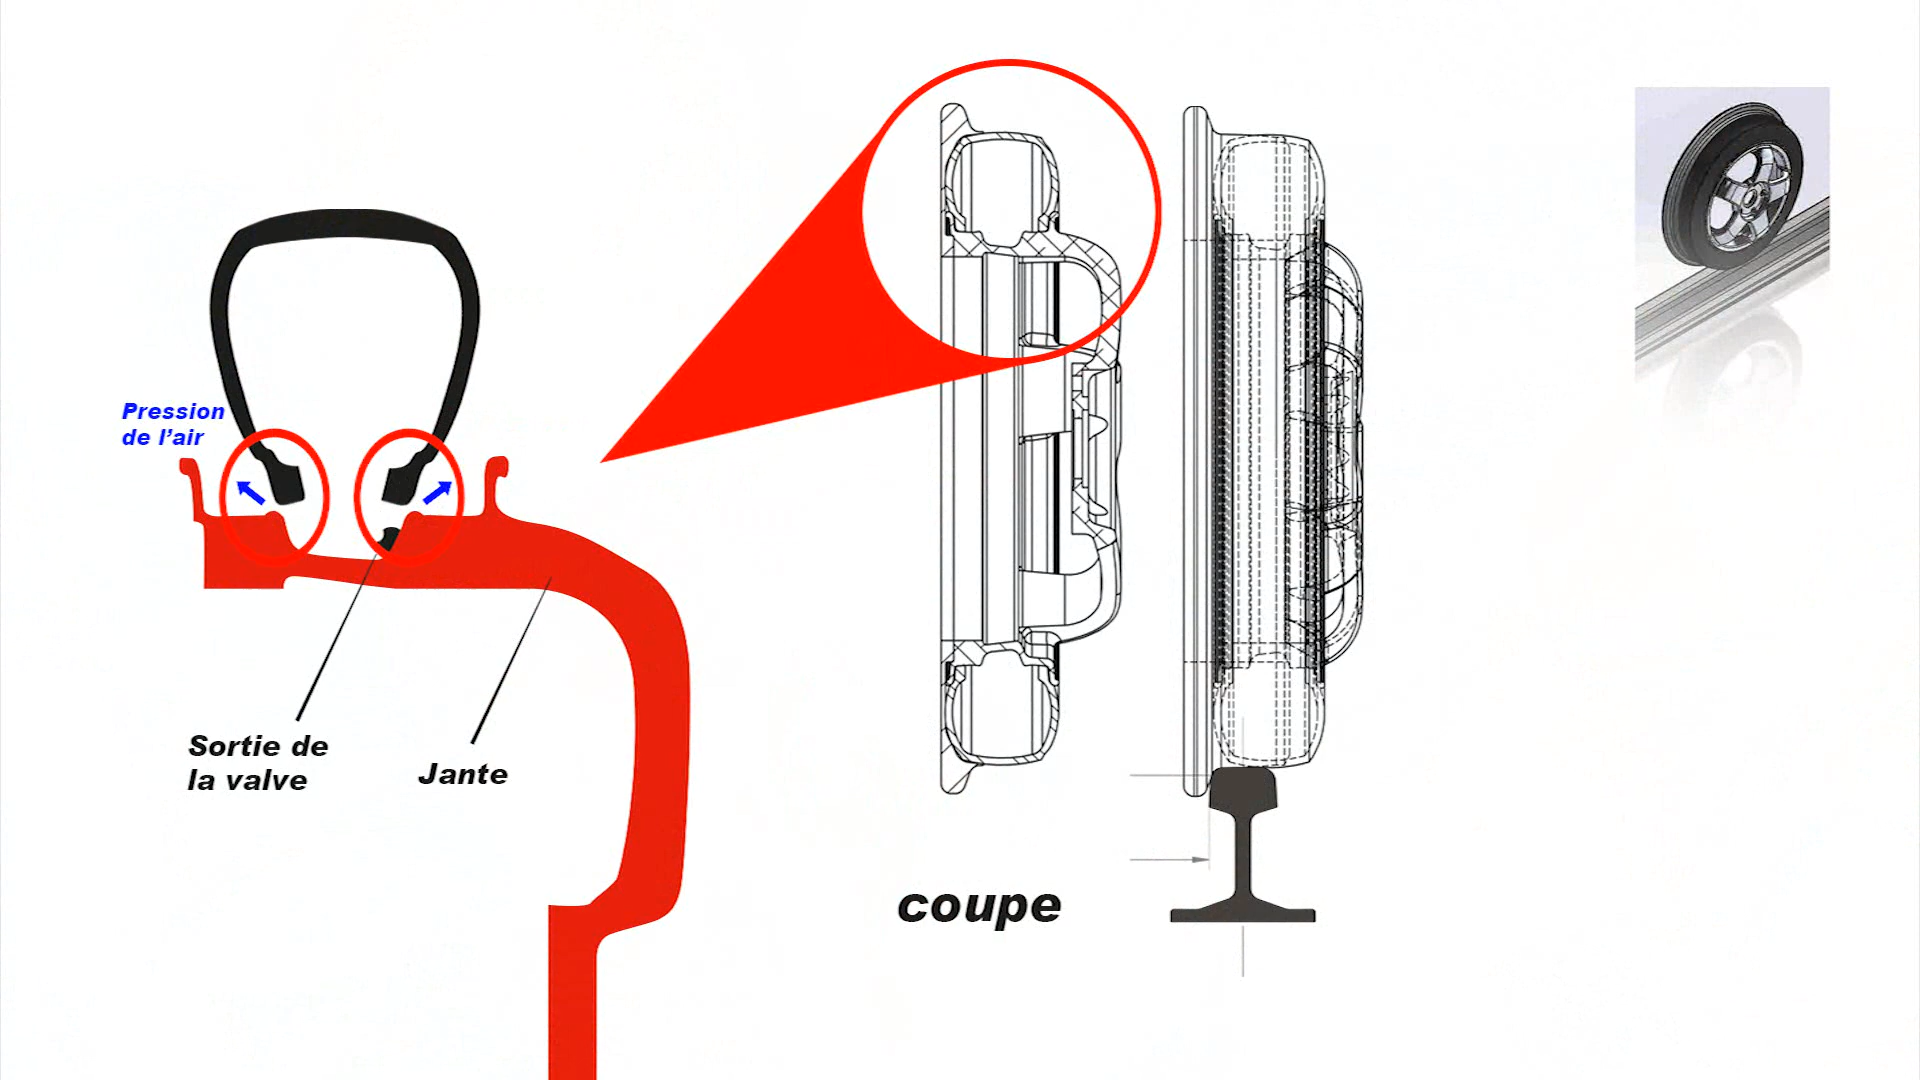 Pression
de l'air
Sortie de
la valve
Jante
coupe